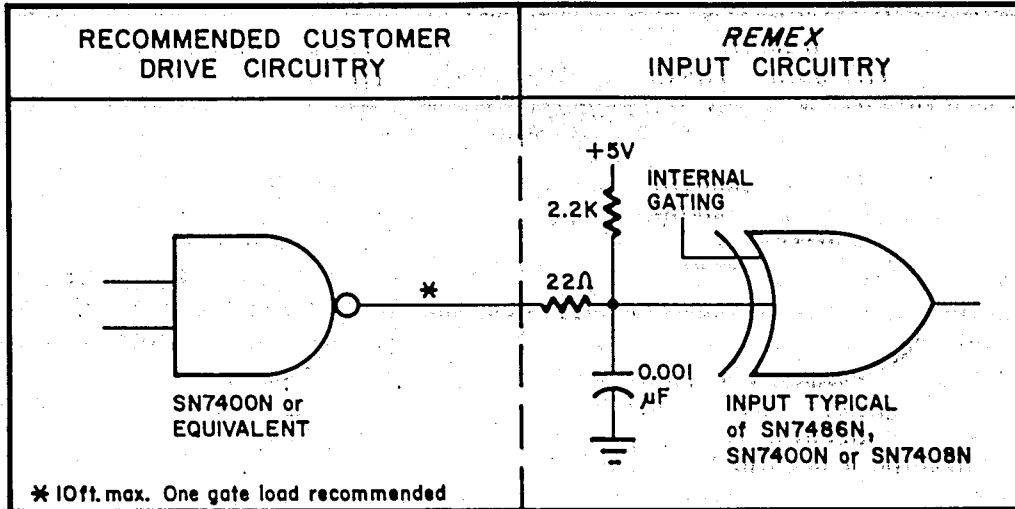 RECOMMENDED CUSTOMER
DRIVE CIRCUITRY
REMEX
INPUT CIRCUITRY
+5V
INTERNAL
GATING
2.2K
22Ω
*
0.001
μF
SN7400N or
EQUIVALENT
INPUT TYPICAL
of SN7486N,
SN7400N or SN7408N
* 10ft. max. One gate load recommended